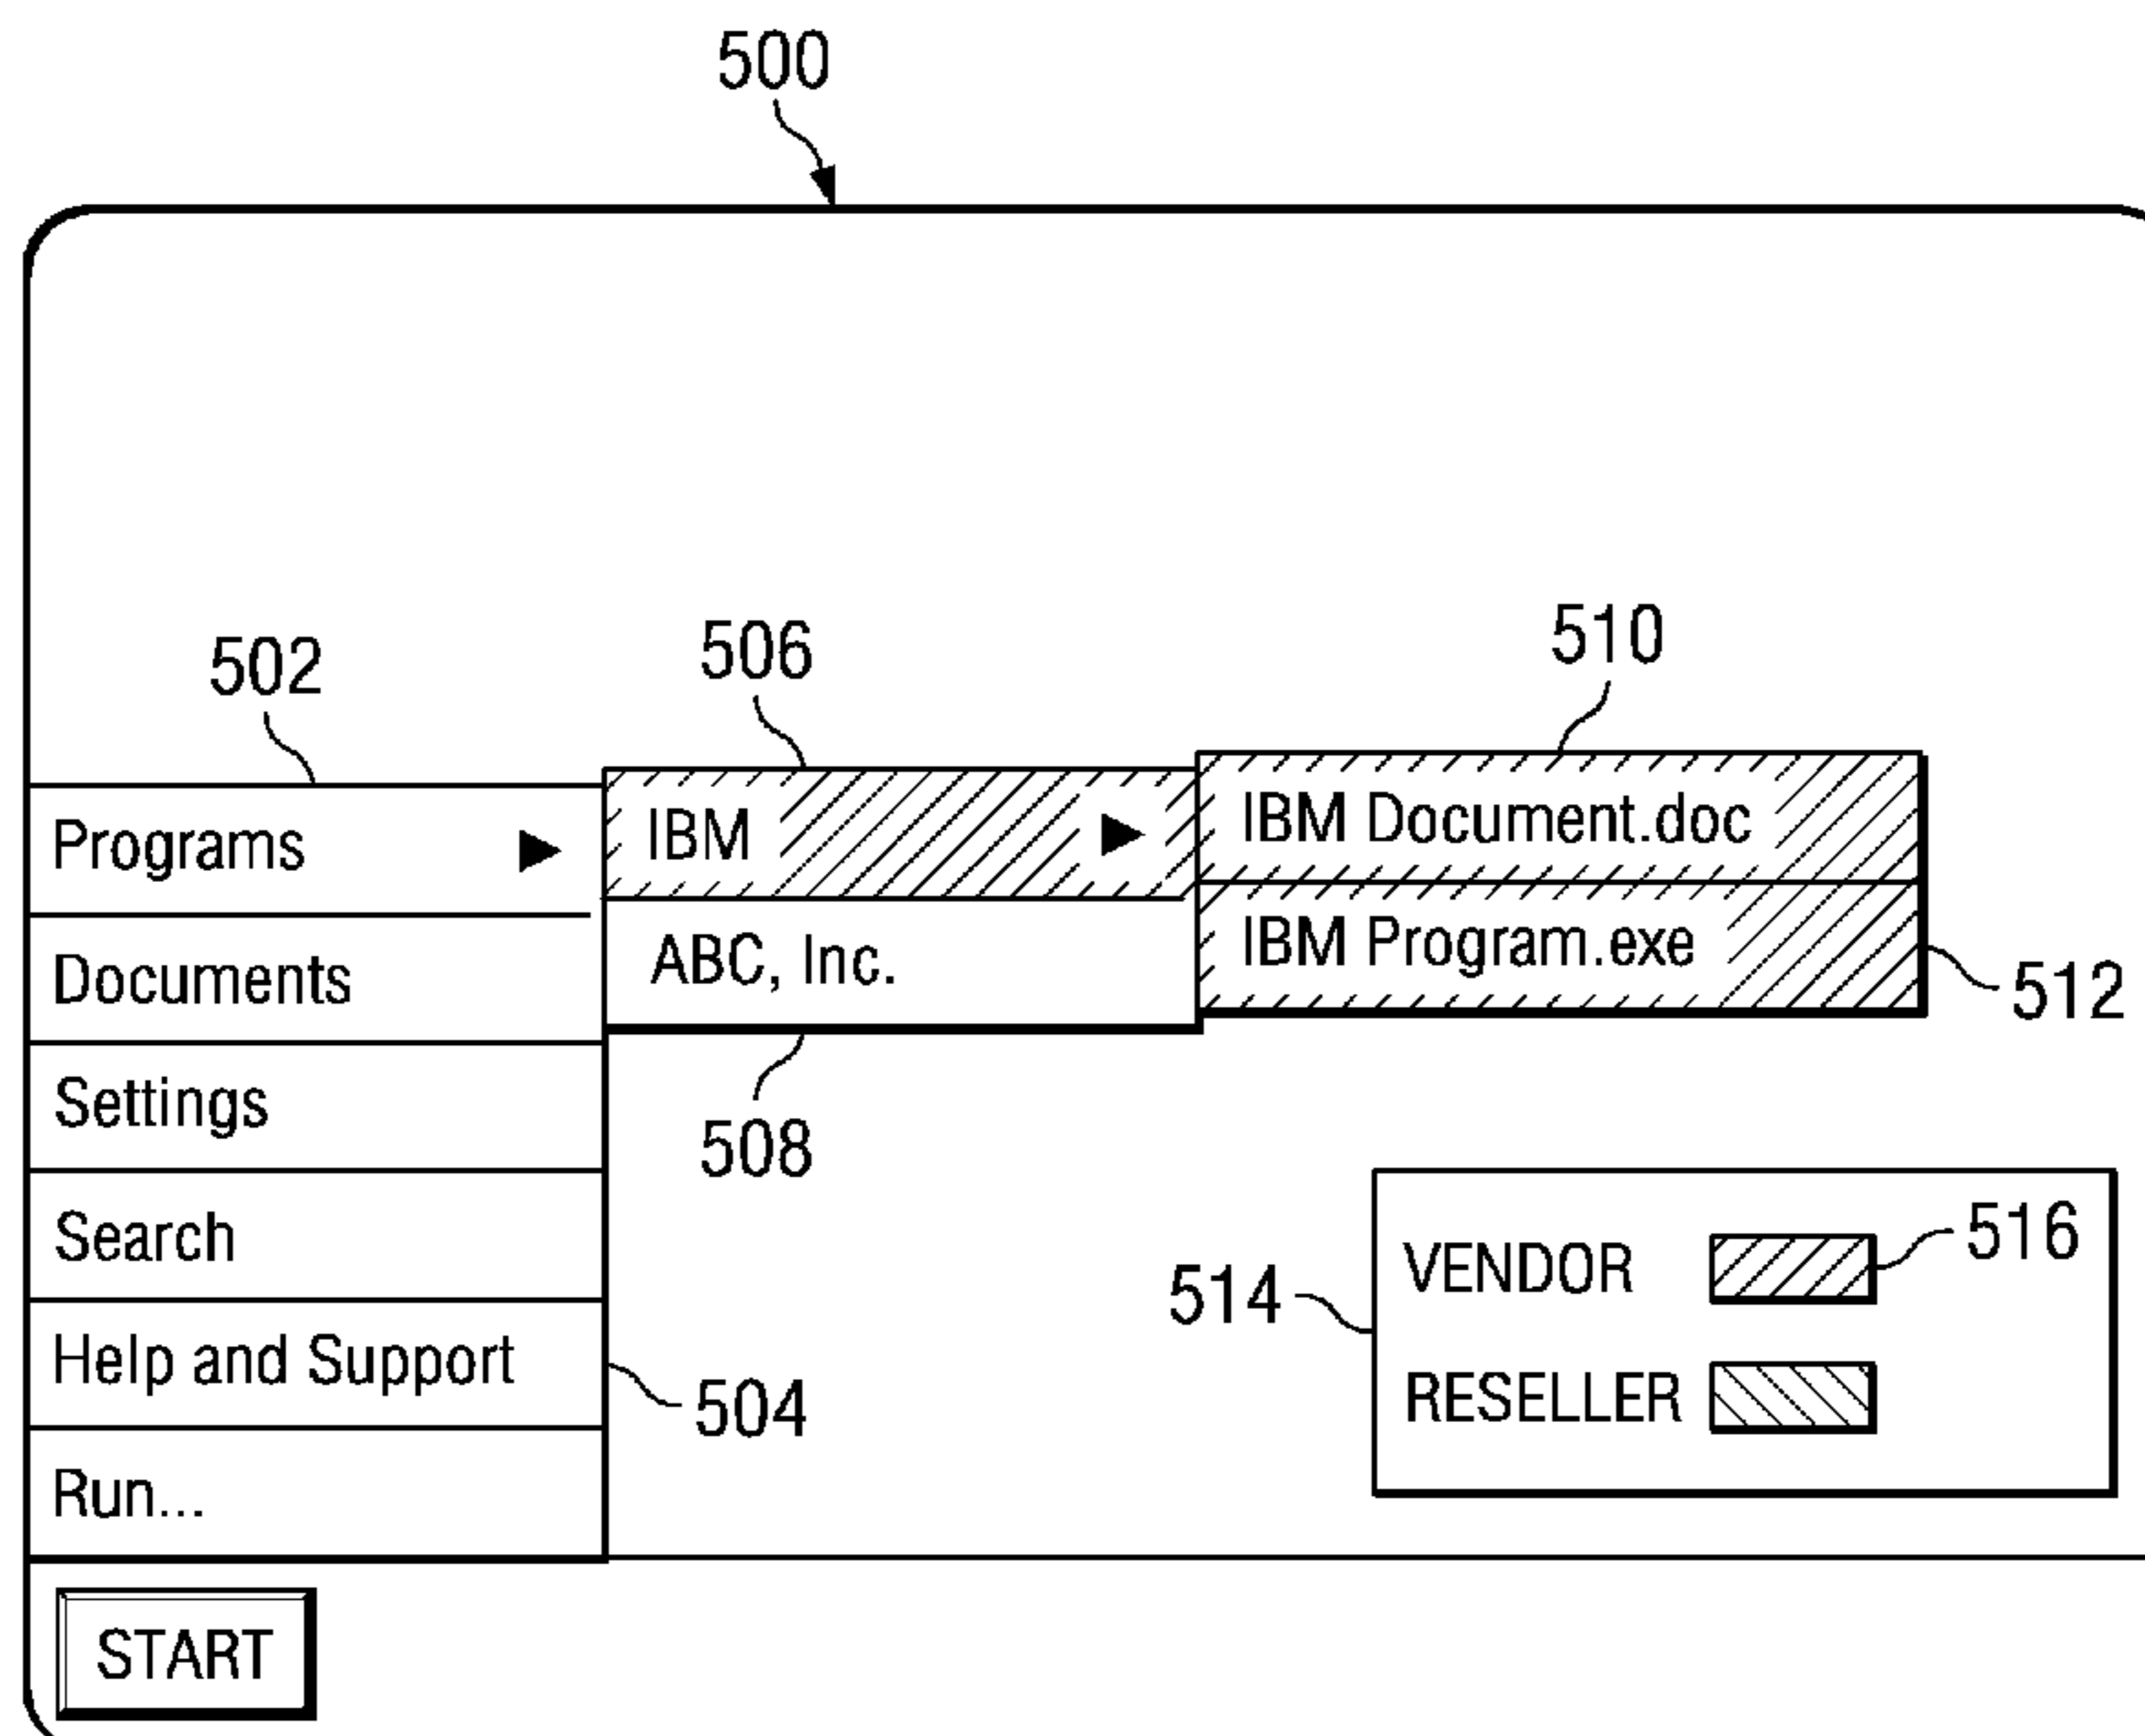 500
502
506
510
Programs
IBM
IBM Document.doc
Documents
ABC, Inc.
IBM Program.exe
512
Settings
508
Search
VENDOR
516
514
Help and Support
504
RESELLER
Run...
START